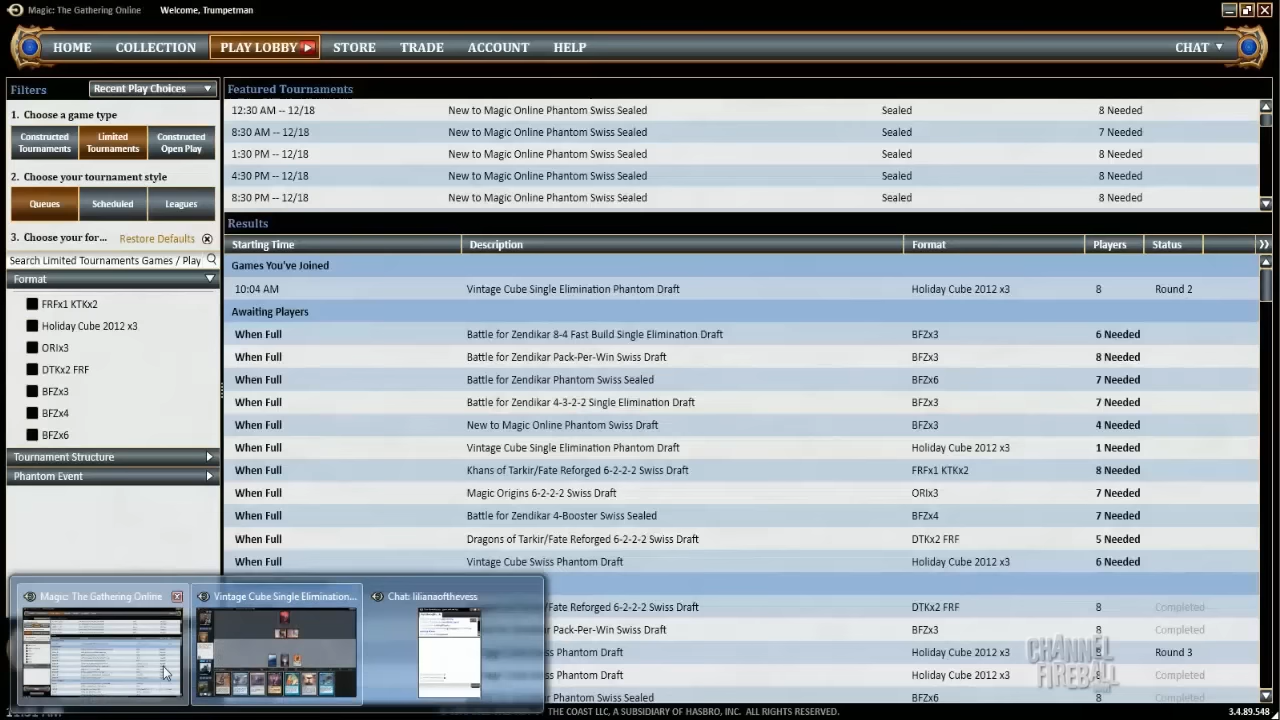 Magic: The Gathering Online Welcome, Trumpetman
HOME COLLECTION PLAY LOBBY STORE TRADE ACCOUNT HELP CHAT
Filters Recent Play Choices
1. Choose a game type
Constructed Tournaments Limited Tournaments Constructed Open Play
2. Choose your tournament style
Queues Scheduled Leagues
3. Choose your for... Restore Defaults
Search Limited Tournaments Games / Play
Format
FRFx1 KTKx2
Holiday Cube 2012 x3
ORIx3
DTKx2 FRF
BFZx3
BFZx4
BFZx6
Tournament Structure
Phantom Event
Featured Tournaments
12:30 AM -- 12/18 New to Magic Online Phantom Swiss Sealed Sealed 8 Needed
8:30 AM -- 12/18 New to Magic Online Phantom Swiss Sealed Sealed 7 Needed
1:30 PM -- 12/18 New to Magic Online Phantom Swiss Sealed Sealed 8 Needed
4:30 PM -- 12/18 New to Magic Online Phantom Swiss Sealed Sealed 8 Needed
8:30 PM -- 12/18 New to Magic Online Phantom Swiss Sealed Sealed 8 Needed
Results
Starting Time Description Format Players Status
Games You've Joined
10:04 AM Vintage Cube Single Elimination Phantom Draft Holiday Cube 2012 x3 8 Round 2
Awaiting Players
When Full Battle for Zendikar 8-4 Fast Build Single Elimination Draft BFZx3 6 Needed
When Full Battle for Zendikar Pack-Per-Win Swiss Draft BFZx3 8 Needed
When Full Battle for Zendikar Phantom Swiss Sealed BFZx6 7 Needed
When Full Battle for Zendikar 4-3-2-2 Single Elimination Draft BFZx3 7 Needed
When Full New to Magic Online Phantom Swiss Draft BFZx3 4 Needed
When Full Vintage Cube Single Elimination Phantom Draft Holiday Cube 2012 x3 1 Needed
When Full Khans of Tarkir/Fate Reforged 6-2-2-2 Swiss Draft FRFx1 KTKx2 8 Needed
When Full Magic Origins 6-2-2-2 Swiss Draft ORIx3 7 Needed
When Full Battle for Zendikar 4-Booster Swiss Sealed BFZx4 7 Needed
When Full Dragons of Tarkir/Fate Reforged 6-2-2-2 Swiss Draft DTKx2 FRF 5 Needed
When Full Vintage Cube Swiss Phantom Draft Holiday Cube 2012 x3 6 Needed
/Fate Reforged 6-2-2-2 Swiss Draft DTKx2 FRF 8 Completed
Pack-Per-Win Swiss Draft BFZx3 8 Completed
ss Phantom Draft Holiday Cube 2012 x3 8 Round 3
ss Phantom Draft Holiday Cube 2012 x3 8 Completed
Phantom Swiss Sealed BFZx6 8 Completed
Magic: The Gathering Online Vintage Cube Single Elimination... Chat: lilianaofthevess
CHANNEL FIREBALL
THE COAST LLC, A SUBSIDIARY OF HASBRO, INC. ALL RIGHTS RESERVED. 3.4.89.548